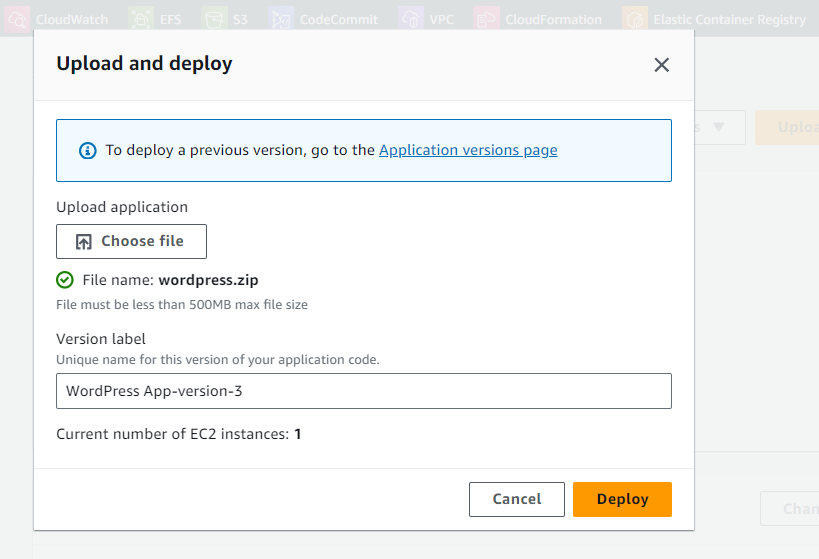 CloudWatch EFS S3 CodeCommit VPC CloudFormation Elastic Container Registry
Upload and deploy
To deploy a previous version, go to the Application versions page
Upload application
Choose file
File name: wordpress.zip
File must be less than 500MB max file size
Version label
Unique name for this version of your application code.
WordPress App-version-3
Current number of EC2 instances: 1
Cancel Deploy